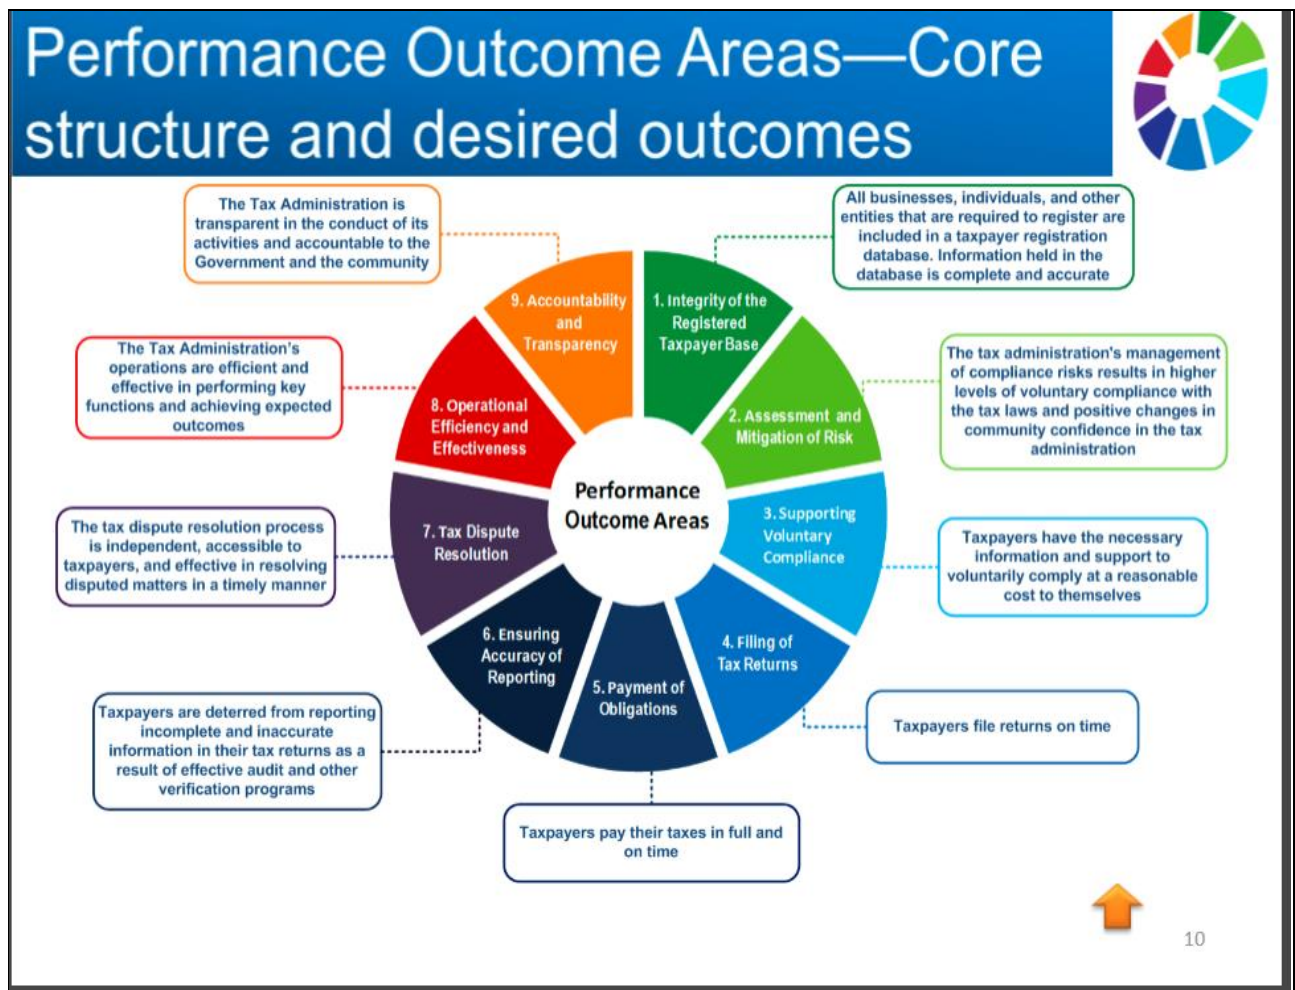 Performance Outcome Areas—Core
structure and desired outcomes
The Tax Administration is
transparent in the conduct of its
activities and accountable to the
Government and the community
All businesses, individuals, and other
entities that are required to register are
included in a taxpayer registration
database. Information held in the
database is complete and accurate
The Tax Administration's
operations are efficient and
effective in performing key
functions and achieving expected
outcomes
The tax administration's management
of compliance risks results in higher
levels of voluntary compliance with
the tax laws and positive changes in
community confidence in the tax
administration
The tax dispute resolution process
is independent, accessible to
taxpayers, and effective in resolving
disputed matters in a timely manner
Taxpayers have the necessary
information and support to
voluntarily comply at a reasonable
cost to themselves
Taxpayers are deterred from reporting
incomplete and inaccurate
information in their tax returns as a
result of effective audit and other
verification programs
Taxpayers file returns on time
Taxpayers pay their taxes in full and
on time
Performance
Outcome Areas
1. Integrity of the
Registered
Taxpayer Base
2. Assessment and
Mitigation of Risk
3. Supporting
Voluntary
Compliance
4. Filing of
Tax Returns
5. Payment of
Obligations
6. Ensuring
Accuracy of
Reporting
7. Tax Dispute
Resolution
8. Operational
Efficiency and
Effectiveness
9. Accountability
and
Transparency
10